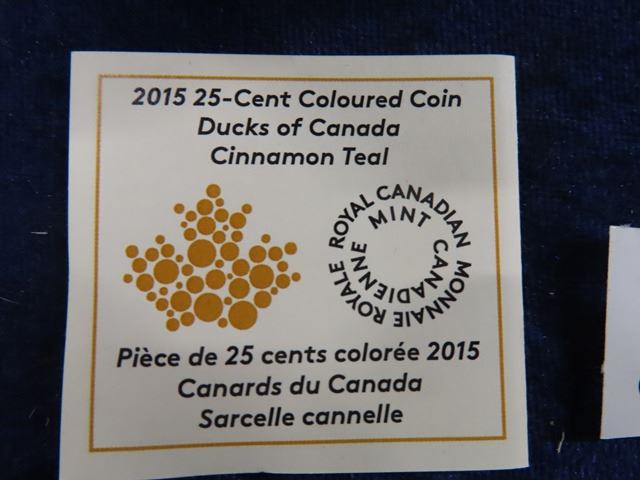 2015 25-Cent Coloured Coin
Ducks of Canada
Cinnamon Teal
ROYAL CANADIAN
MINT
MONNAIE ROYALE
CANADIENNE
Pièce de 25 cents colorée 2015
Canards du Canada
Sarcelle cannelle